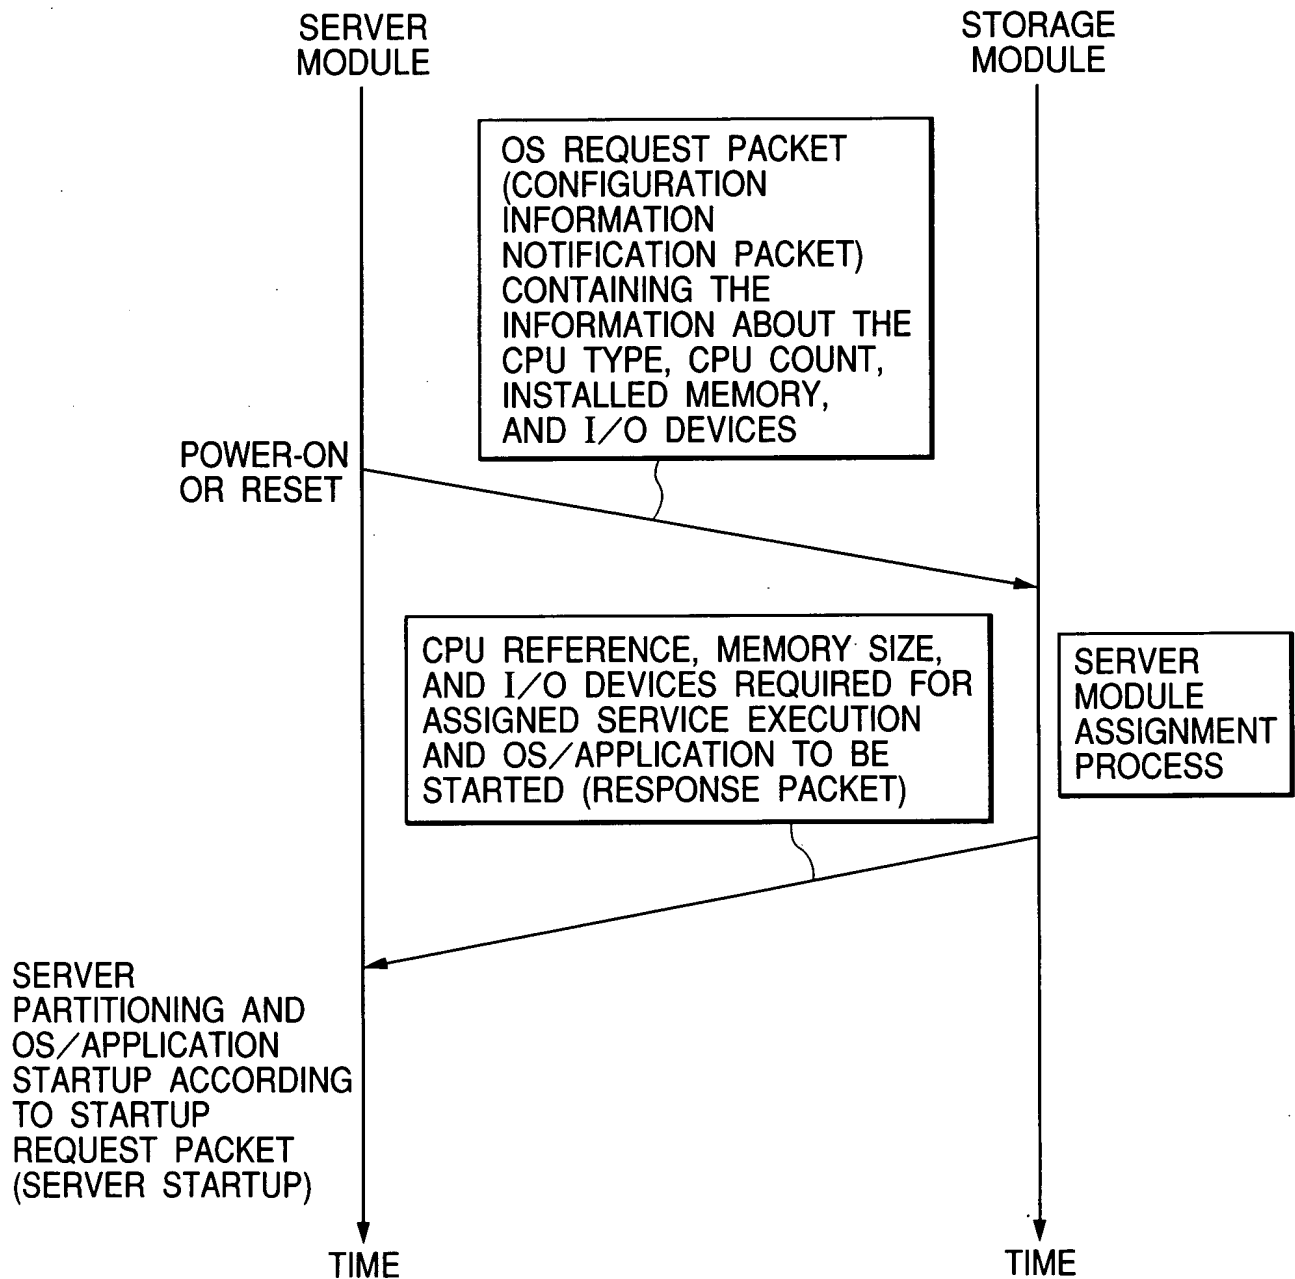 SERVER
MODULE
STORAGE
MODULE
OS REQUEST PACKET
(CONFIGURATION
INFORMATION
NOTIFICATION PACKET)
CONTAINING THE
INFORMATION ABOUT THE
CPU TYPE, CPU COUNT,
INSTALLED MEMORY,
AND I/O DEVICES
POWER-ON
OR RESET
CPU REFERENCE, MEMORY SIZE,
AND I/O DEVICES REQUIRED FOR
ASSIGNED SERVICE EXECUTION
AND OS/APPLICATION TO BE
STARTED (RESPONSE PACKET)
SERVER
MODULE
ASSIGNMENT
PROCESS
SERVER
PARTITIONING AND
OS/APPLICATION
STARTUP ACCORDING
TO STARTUP
REQUEST PACKET
(SERVER STARTUP)
TIME
TIME